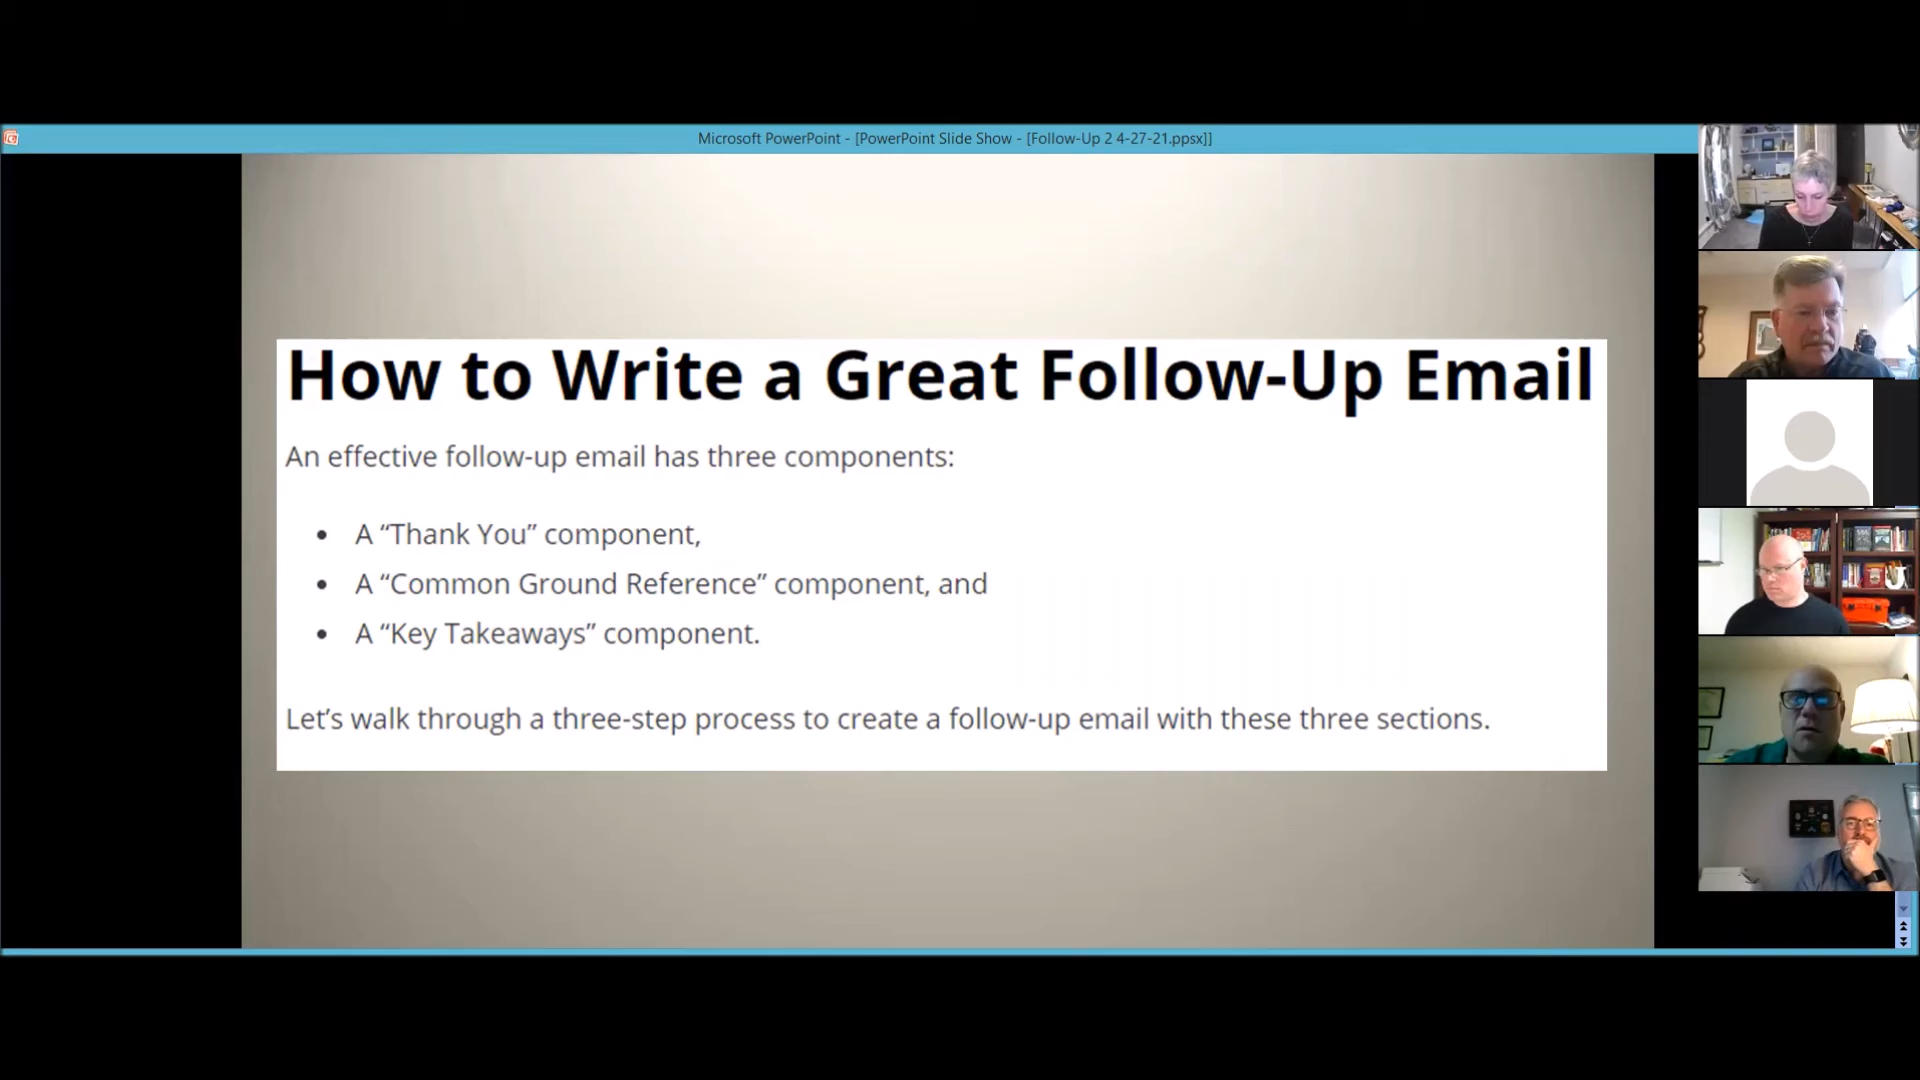 Microsoft PowerPoint - [PowerPoint Slide Show - [Follow-Up 2 4-27-21.ppsx]]
How to Write a Great Follow-Up Email
An effective follow-up email has three components:
• A “Thank You” component,
• A “Common Ground Reference” component, and
• A “Key Takeaways” component.
Let’s walk through a three-step process to create a follow-up email with these three sections.